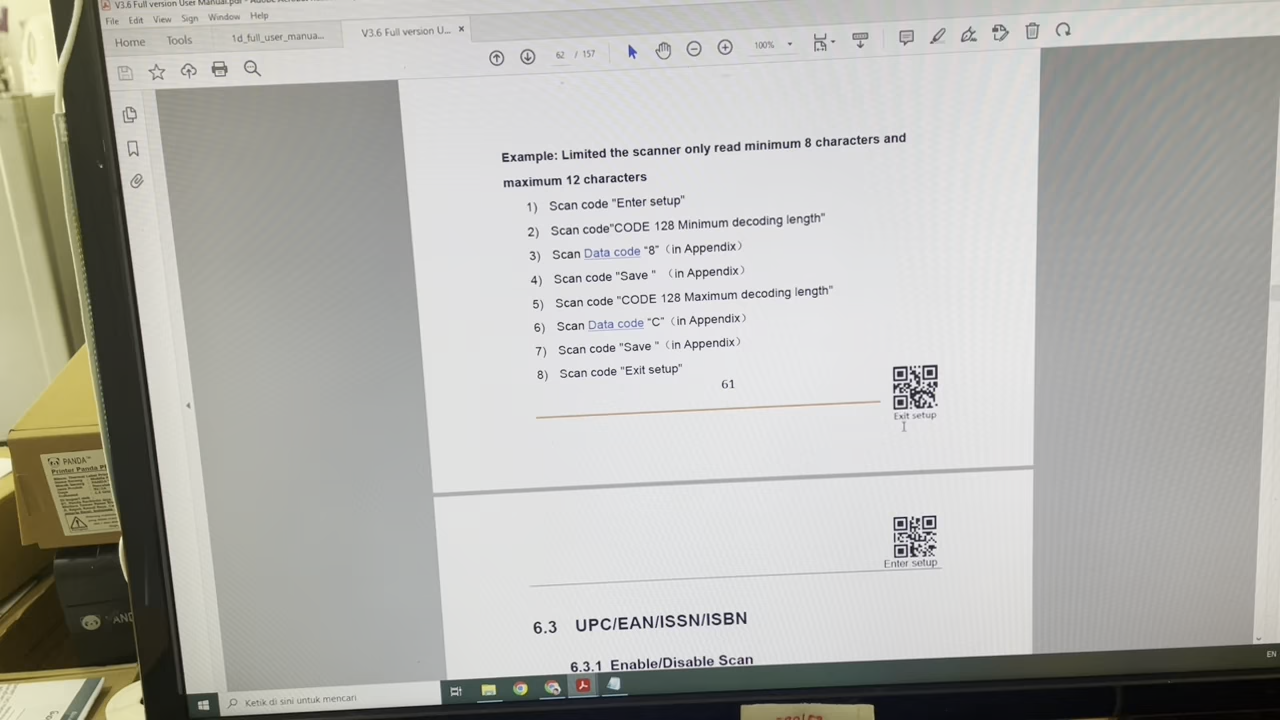 V3.6 Full version User Manual.pdf
File Edit View Sign Window Help
Home Tools 1d_full_user_manua... V3.6 Full version U... ×
62 / 157 100%
Example: Limited the scanner only read minimum 8 characters and
maximum 12 characters
1) Scan code "Enter setup"
2) Scan code"CODE 128 Minimum decoding length"
3) Scan Data code “8”（in Appendix）
4) Scan code "Save "（in Appendix）
5) Scan code "CODE 128 Maximum decoding length"
6) Scan Data code “C”（in Appendix）
7) Scan code "Save "（in Appendix）
8) Scan code "Exit setup"
61
Exit setup
Enter setup
6.3 UPC/EAN/ISSN/ISBN
6.3.1 Enable/Disable Scan
Ketik di sini untuk mencari
EN
PANDA
Printer Panda